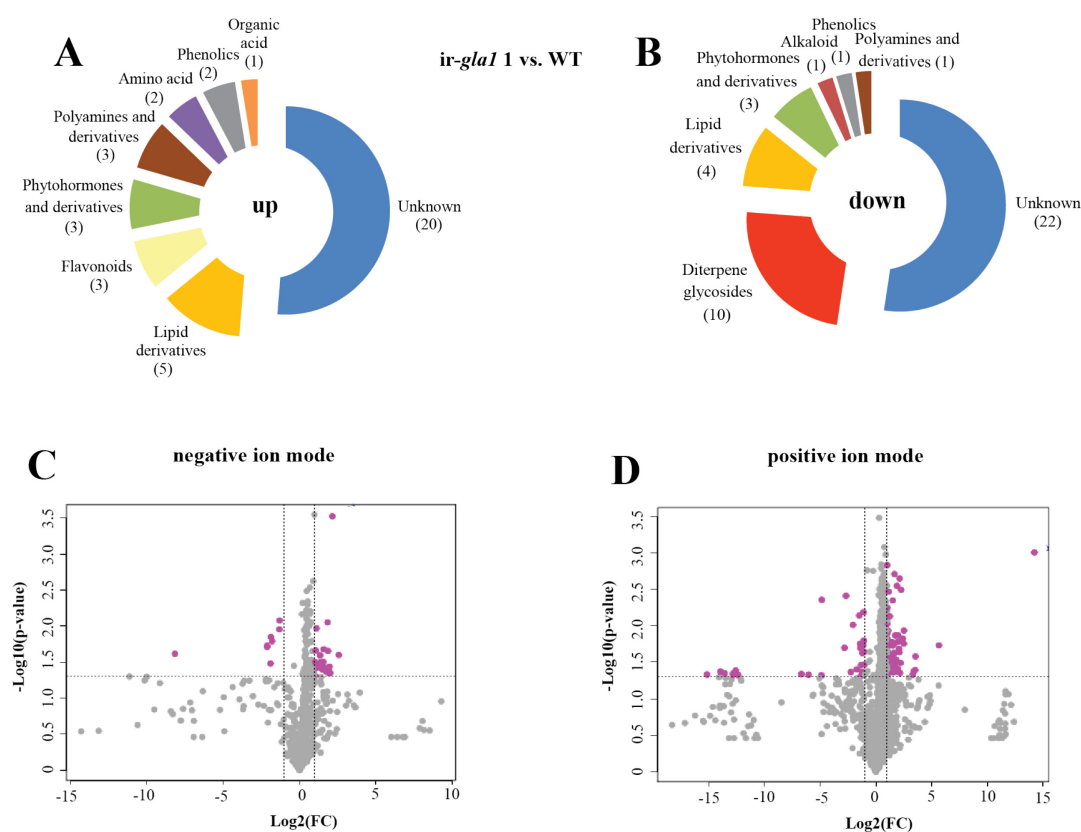 A
ir-gla1 1 vs. WT
Organic
acid
(1)
Phenolics
(2)
Amino acid
(2)
Polyamines and
derivatives
(3)
Phytohormones
and derivatives
(3)
Flavonoids
(3)
Lipid
derivatives
(5)
up
Unknown
(20)
B
Phenolics
(1)
Alkaloid
(1)
Polyamines and
derivatives (1)
Phytohormones
and derivatives
(3)
Lipid
derivatives
(4)
Diterpene
glycosides
(10)
down
Unknown
(22)
C
negative ion mode
-Log10(p-value)
3.5
3.0
2.5
2.0
1.5
1.0
0.5
0
-15
-10
-5
0
5
10
Log2(FC)
D
positive ion mode
-Log10(p-value)
3.5
3.0
2.5
2.0
1.5
1.0
0.5
0
-15
-10
-5
0
5
10
15
Log2(FC)